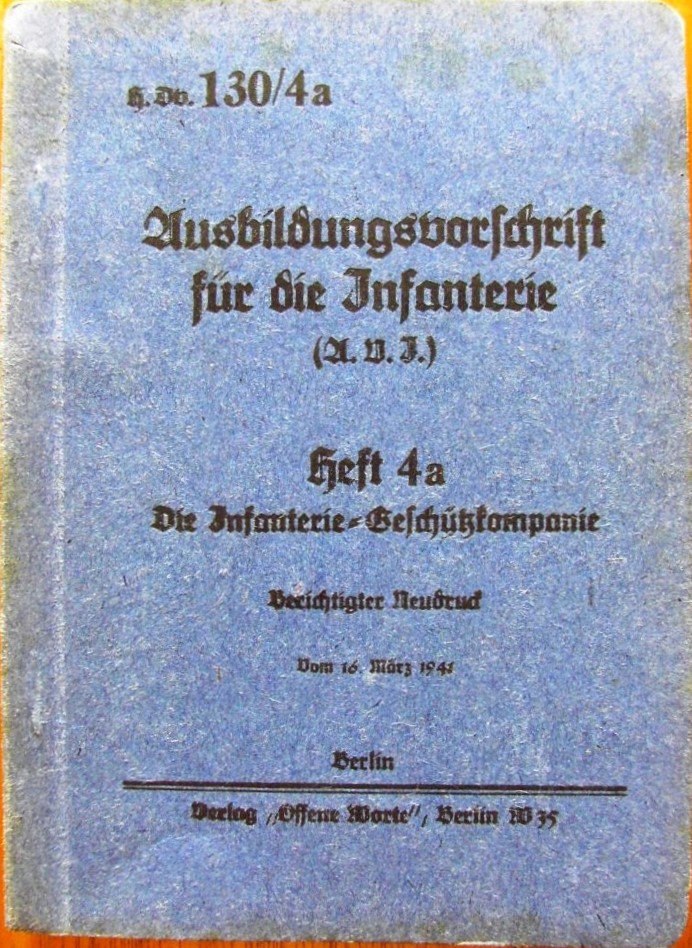 H.Dv. 130/4a
Ausbildungsvorschrift
für die Infanterie
(A. V. I.)
Heft 4a
Die Infanterie-Geschützkompanie
Berichtigter Neudruck
Vom 16. März 1941
Berlin
Verlag „Offene Worte“, Berlin W 35